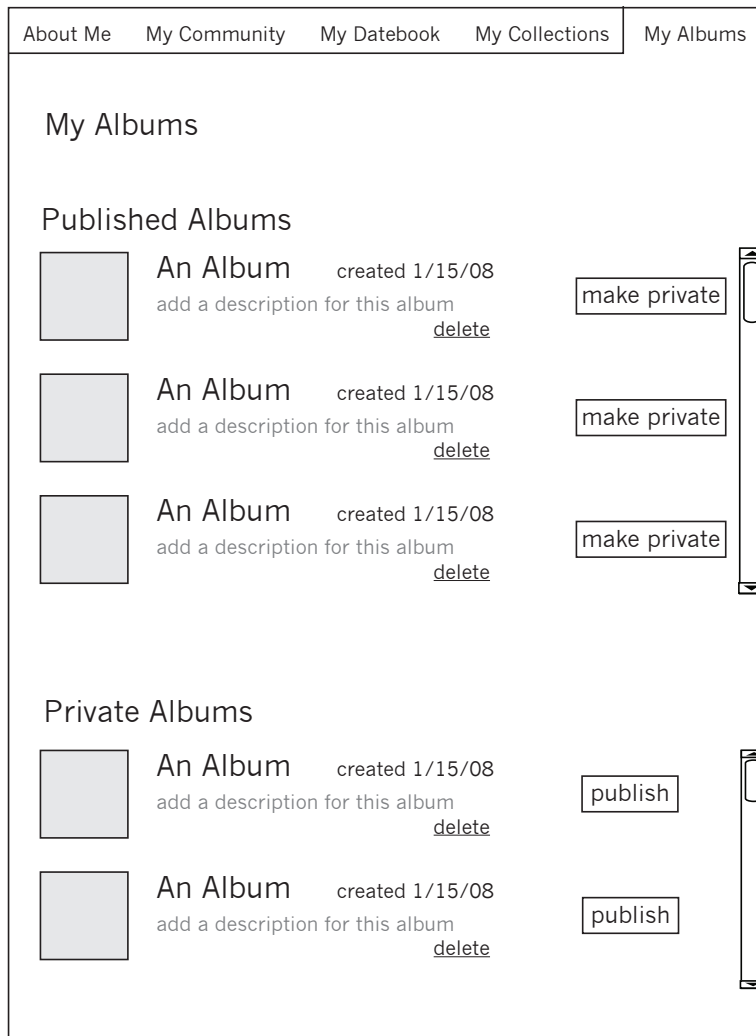 About Me My Community My Datebook My Collections My Albums
My Albums
Published Albums
An Album created 1/15/08
add a description for this album
make private
delete
An Album created 1/15/08
add a description for this album
make private
delete
An Album created 1/15/08
add a description for this album
make private
delete
Private Albums
An Album created 1/15/08
add a description for this album
publish
delete
An Album created 1/15/08
add a description for this album
publish
delete